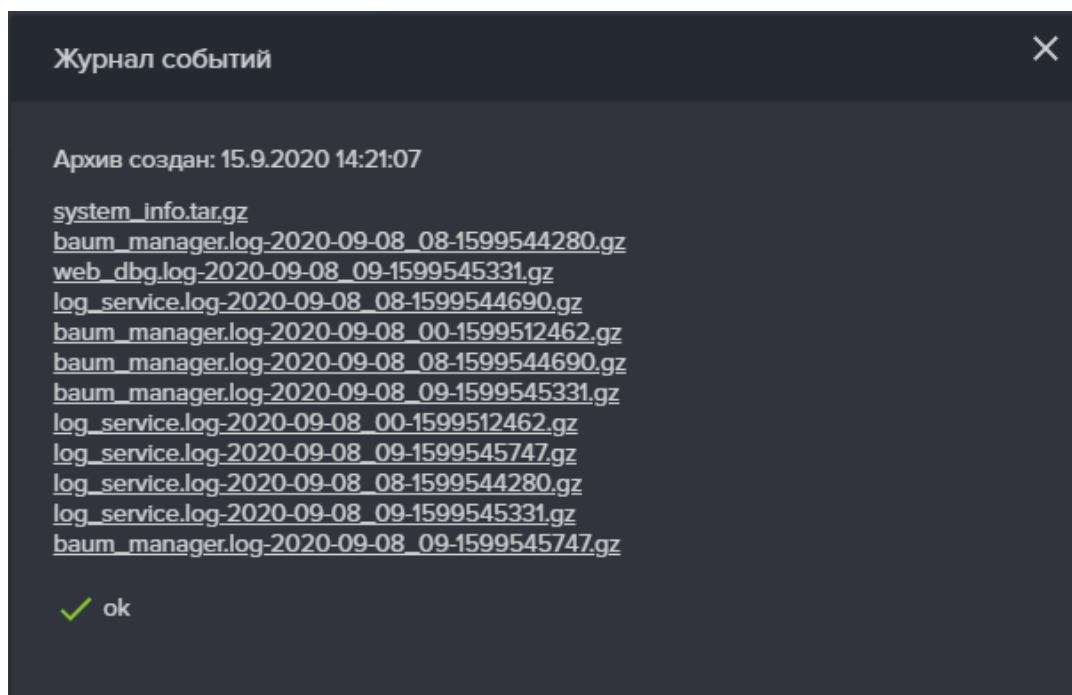 Журнал событий
Архив создан: 15.9.2020 14:21:07
system_info.tar.gz
baum_manager.log-2020-09-08_08-1599544280.gz
web_dbg.log-2020-09-08_09-1599545331.gz
log_service.log-2020-09-08_08-1599544690.gz
baum_manager.log-2020-09-08_00-1599512462.gz
baum_manager.log-2020-09-08_08-1599544690.gz
baum_manager.log-2020-09-08_09-1599545331.gz
log_service.log-2020-09-08_00-1599512462.gz
log_service.log-2020-09-08_09-1599545747.gz
log_service.log-2020-09-08_08-1599544280.gz
log_service.log-2020-09-08_09-1599545331.gz
baum_manager.log-2020-09-08_09-1599545747.gz
ok